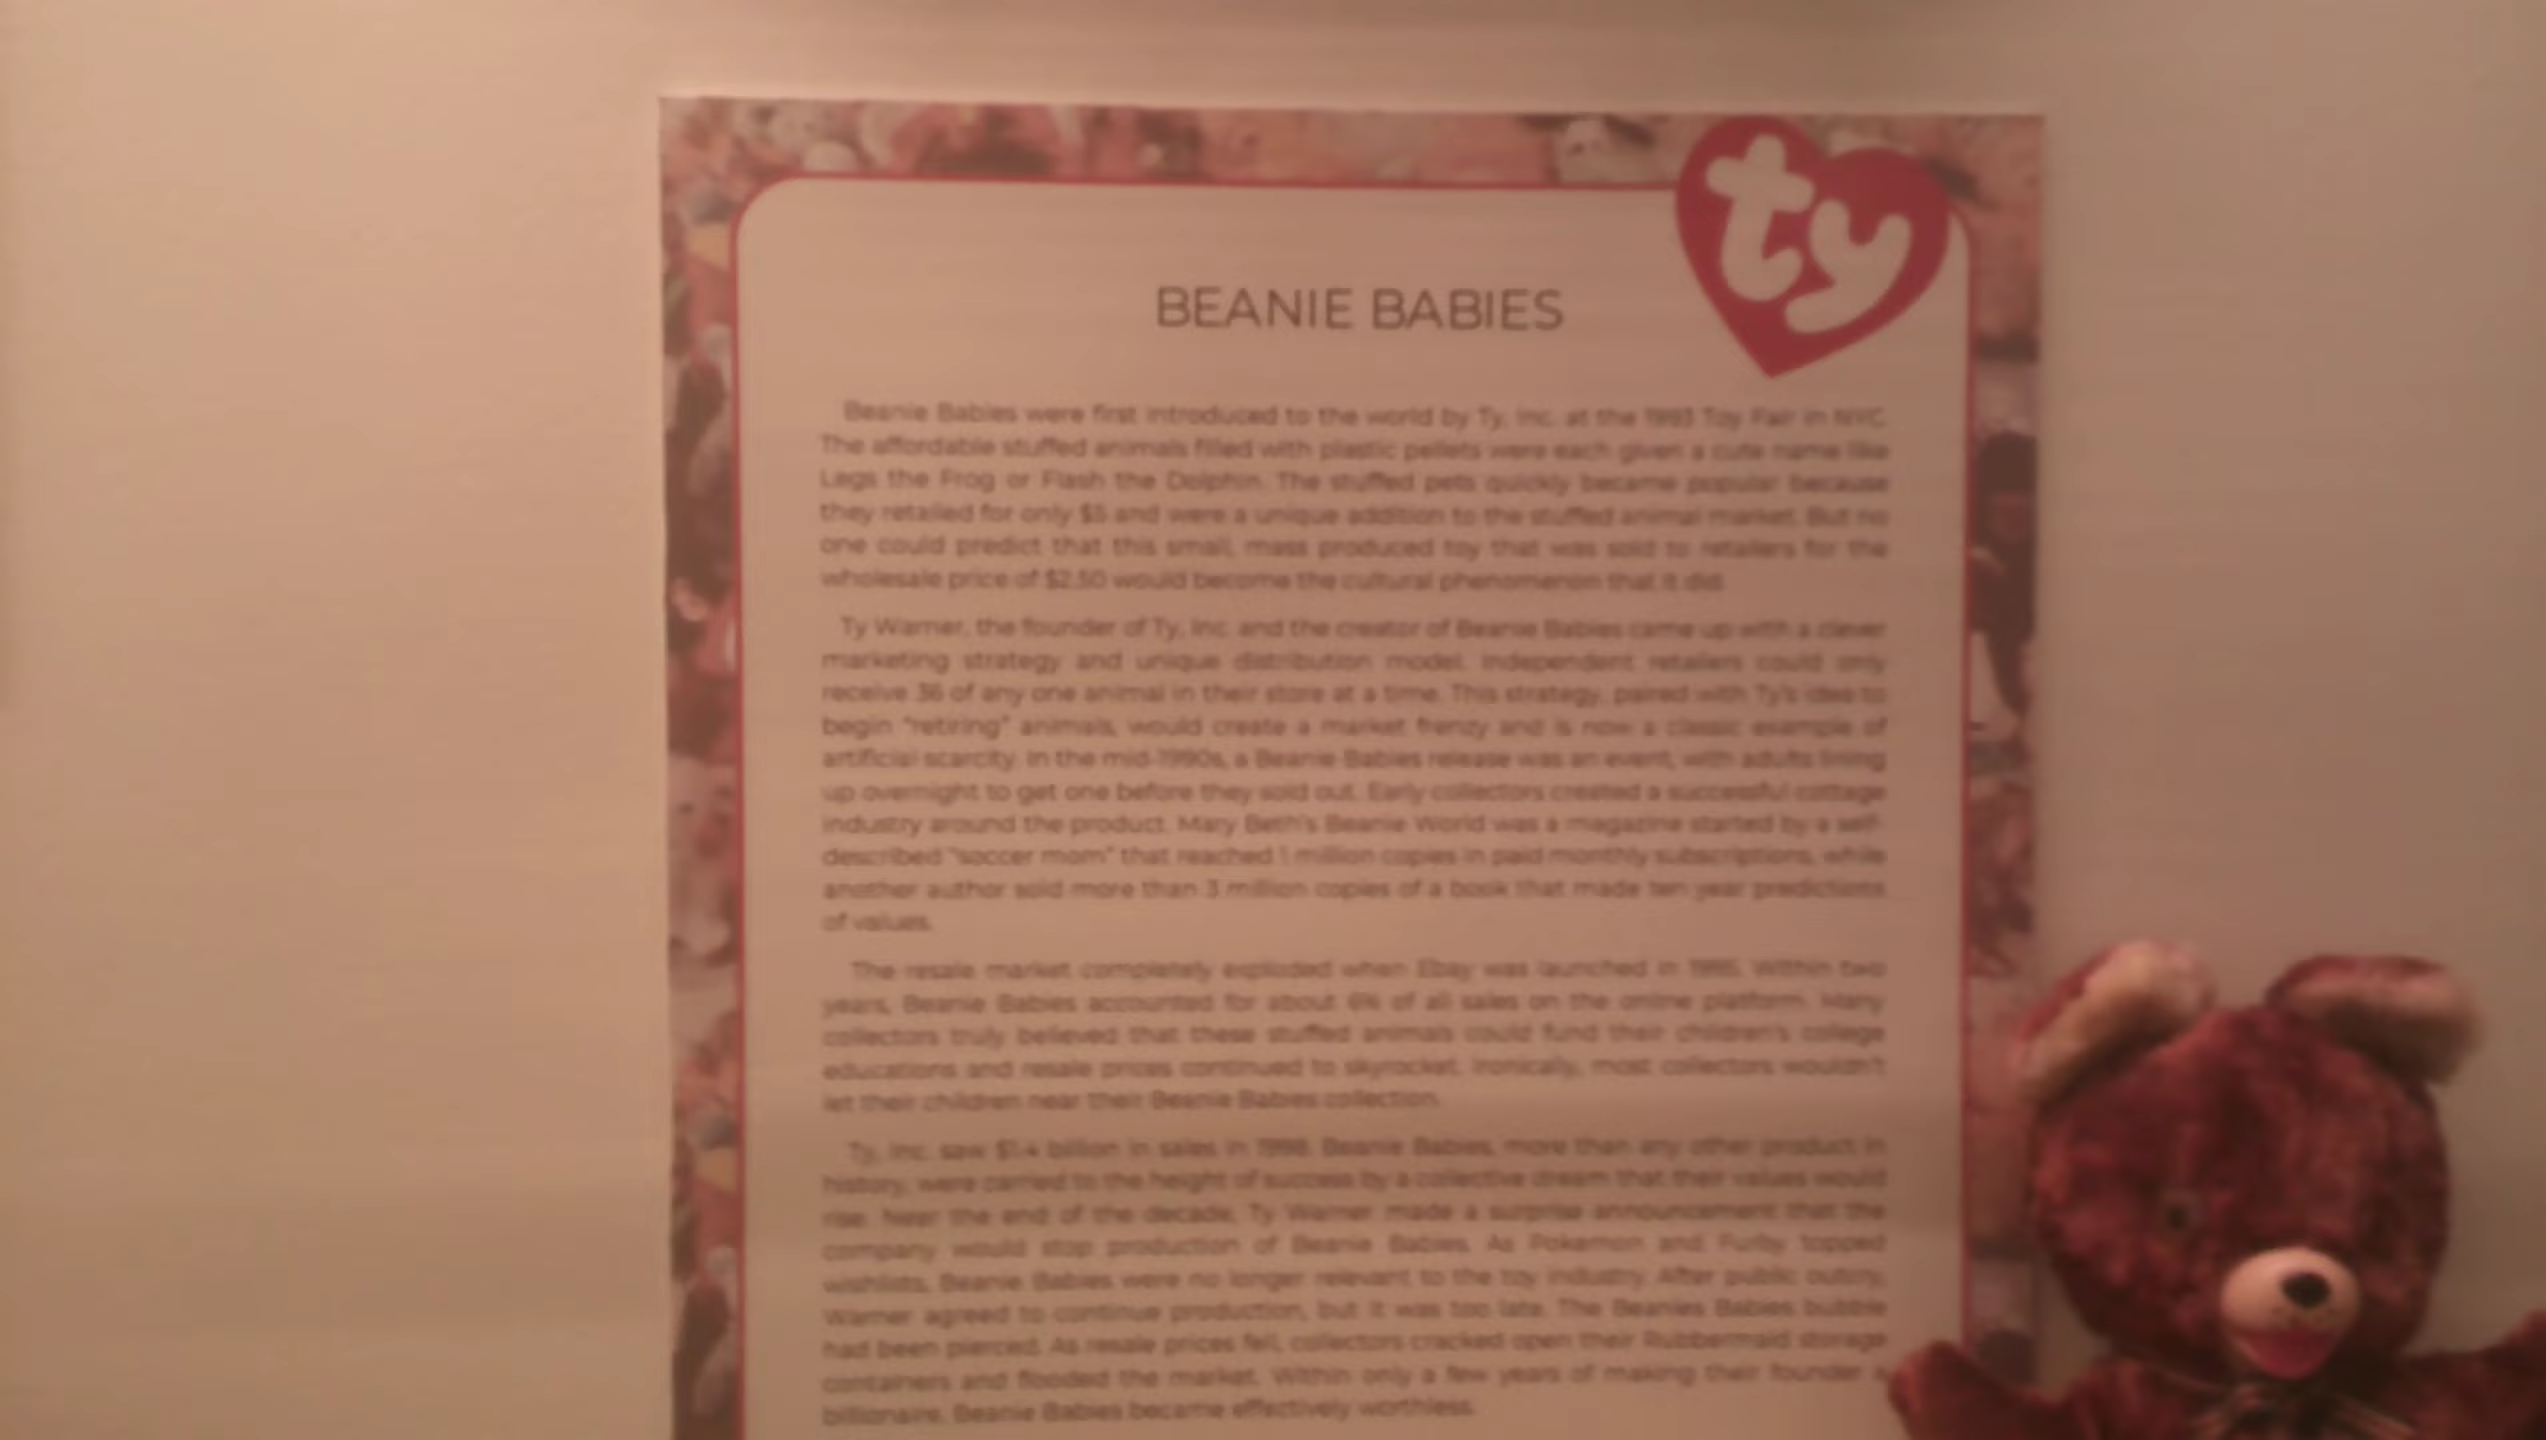 ty
BEANIE BABIES
Beanie Babies were first introduced to the world by Ty, Inc. at the 1993 Toy Fair in NYC.
The affordable stuffed animals filled with plastic pellets were each given a cute name like
Legs the Frog or Flash the Dolphin. The stuffed pets quickly became popular because
they retailed for only $5 and were a unique addition to the stuffed animal market. But no
one could predict that this small, mass produced toy that was sold to retailers for the
wholesale price of $2.50 would become the cultural phenomenon that it did.
Ty Warner, the founder of Ty, Inc. and the creator of Beanie Babies came up with a clever
marketing strategy and unique distribution model. Independent retailers could only
receive 36 of any one animal in their store at a time. This strategy, paired with Ty's idea to
begin "retiring" animals, would create a market frenzy and is now a classic example of
artificial scarcity. In the mid-1990s, a Beanie Babies release was an event, with adults lining
up overnight to get one before they sold out. Early collectors created a successful cottage
industry around the product. Mary Beth's Beanie World was a magazine started by a self-
described "soccer mom" that reached 1 million copies in paid monthly subscriptions, while
another author sold more than 3 million copies of a book that made ten year predictions
of values.
The resale market completely exploded when Ebay was launched in 1995. Within two
years, Beanie Babies accounted for about 6% of all sales on the online platform. Many
collectors truly believed that these stuffed animals could fund their children's college
educations and resale prices continued to skyrocket. Ironically, most collectors wouldn't
let their children near their Beanie Babies collection.
Ty, Inc. saw $1.4 billion in sales in 1998. Beanie Babies, more than any other product in
history, were carried to the height of success by a collective dream that their values would
rise. Near the end of the decade, Ty Warner made a surprise announcement that the
company would stop production of Beanie Babies. As Pokemon and Furby topped
wishlists, Beanie Babies were no longer relevant to the toy industry. After public outcry,
Warner agreed to continue production, but it was too late. The Beanies Babies bubble
had been pierced. As resale prices fell, collectors cracked open their Rubbermaid storage
containers and flooded the market. Within only a few years of making their founder a
billionaire, Beanie Babies became effectively worthless.